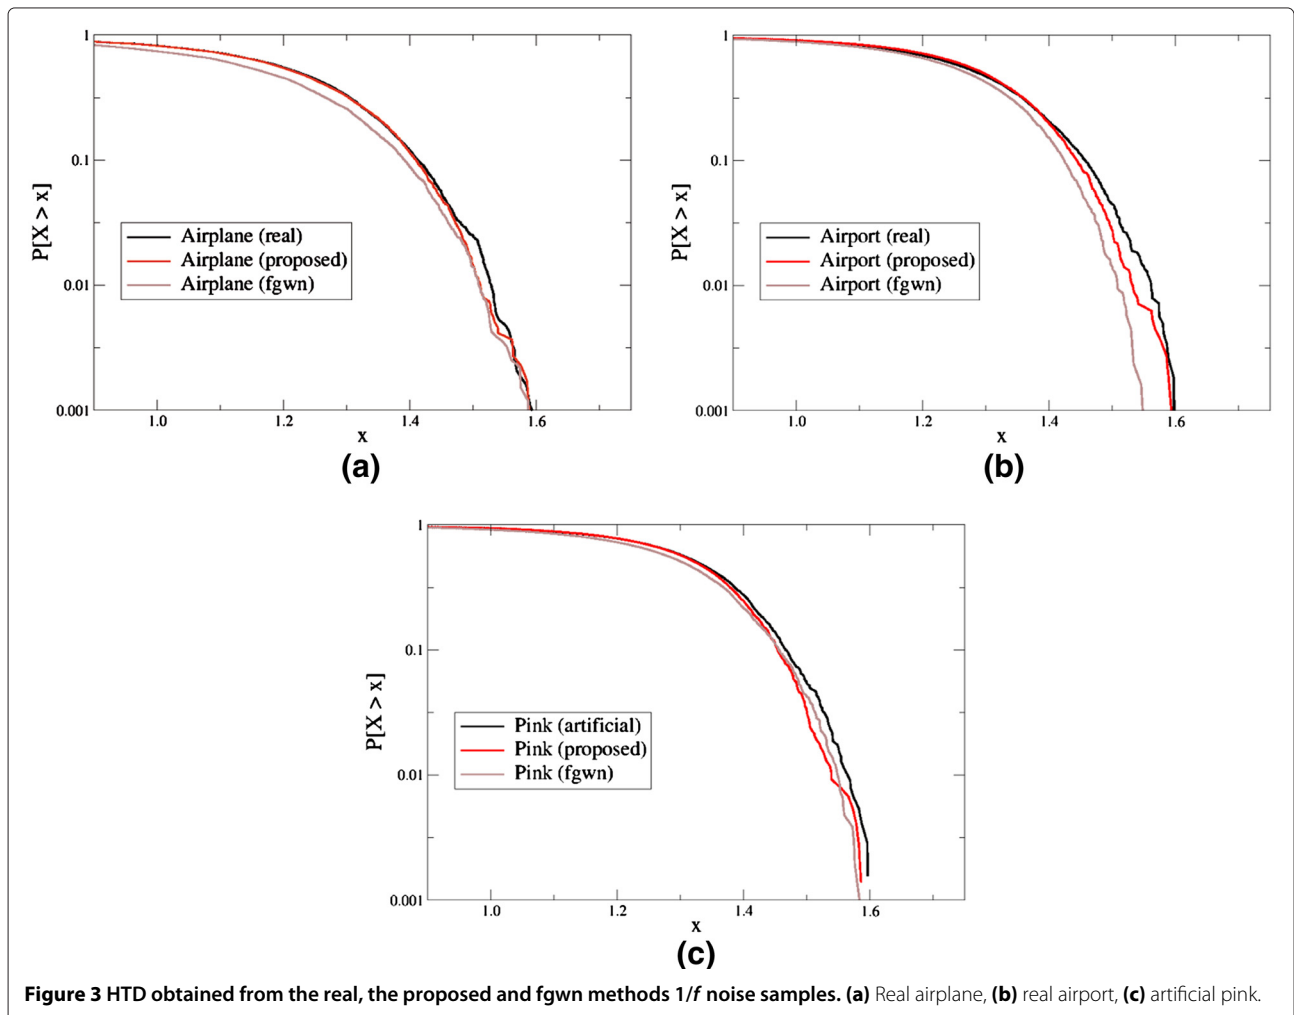 1
0.1
0.01
0.001
P[X > x]
Airplane (real)
Airplane (proposed)
Airplane (fgwn)
1.0 1.2 1.4 1.6
x
(a)
1
0.1
0.01
0.001
P[X > x]
Airport (real)
Airport (proposed)
Airport (fgwn)
1.0 1.2 1.4 1.6
x
(b)
1
0.1
0.01
0.001
P[X > x]
Pink (artificial)
Pink (proposed)
Pink (fgwn)
1.0 1.2 1.4 1.6
x
(c)
Figure 3 HTD obtained from the real, the proposed and fgwn methods 1/f noise samples. (a) Real airplane, (b) real airport, (c) artificial pink.